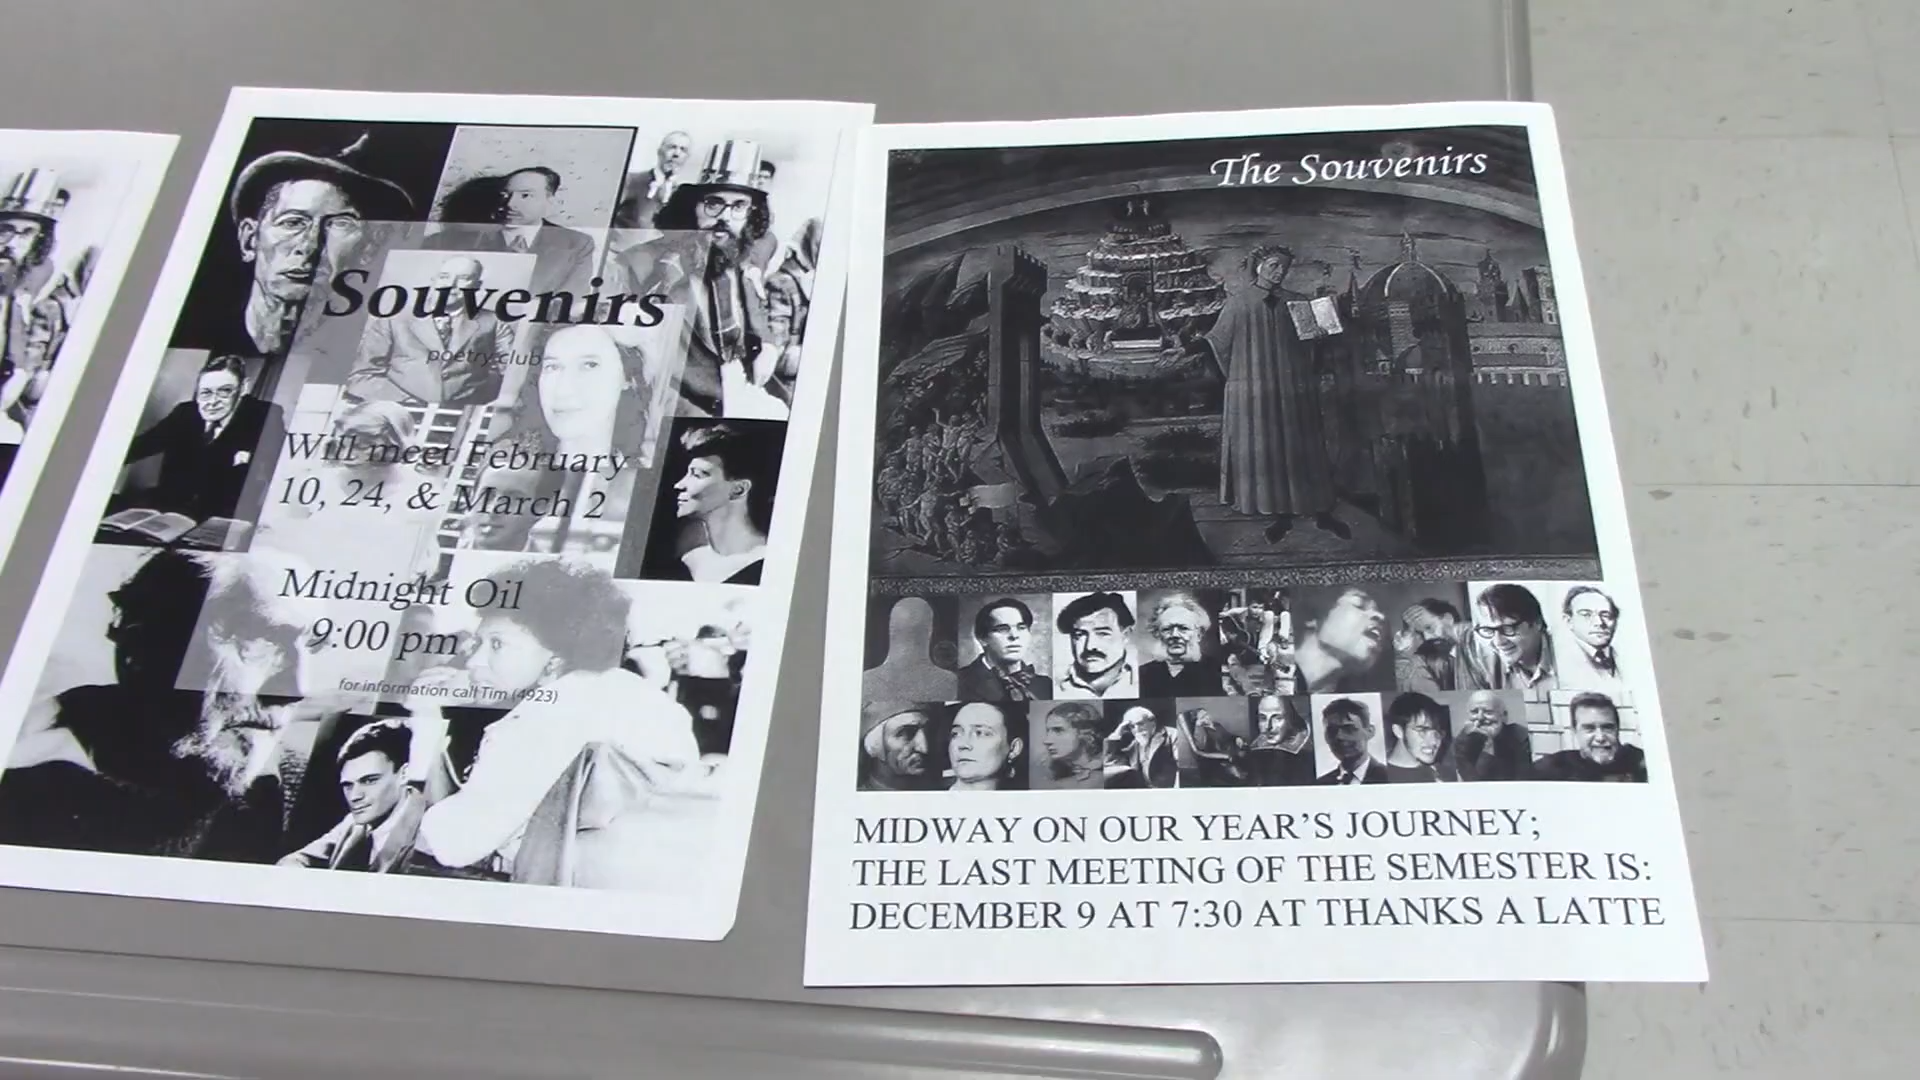 Souvenirs
poetry club
Will meet February
10, 24, & March 2
Midnight Oil
9:00 pm
for information call Tim (4923)
The Souvenirs
MIDWAY ON OUR YEAR'S JOURNEY;
THE LAST MEETING OF THE SEMESTER IS:
DECEMBER 9 AT 7:30 AT THANKS A LATTE